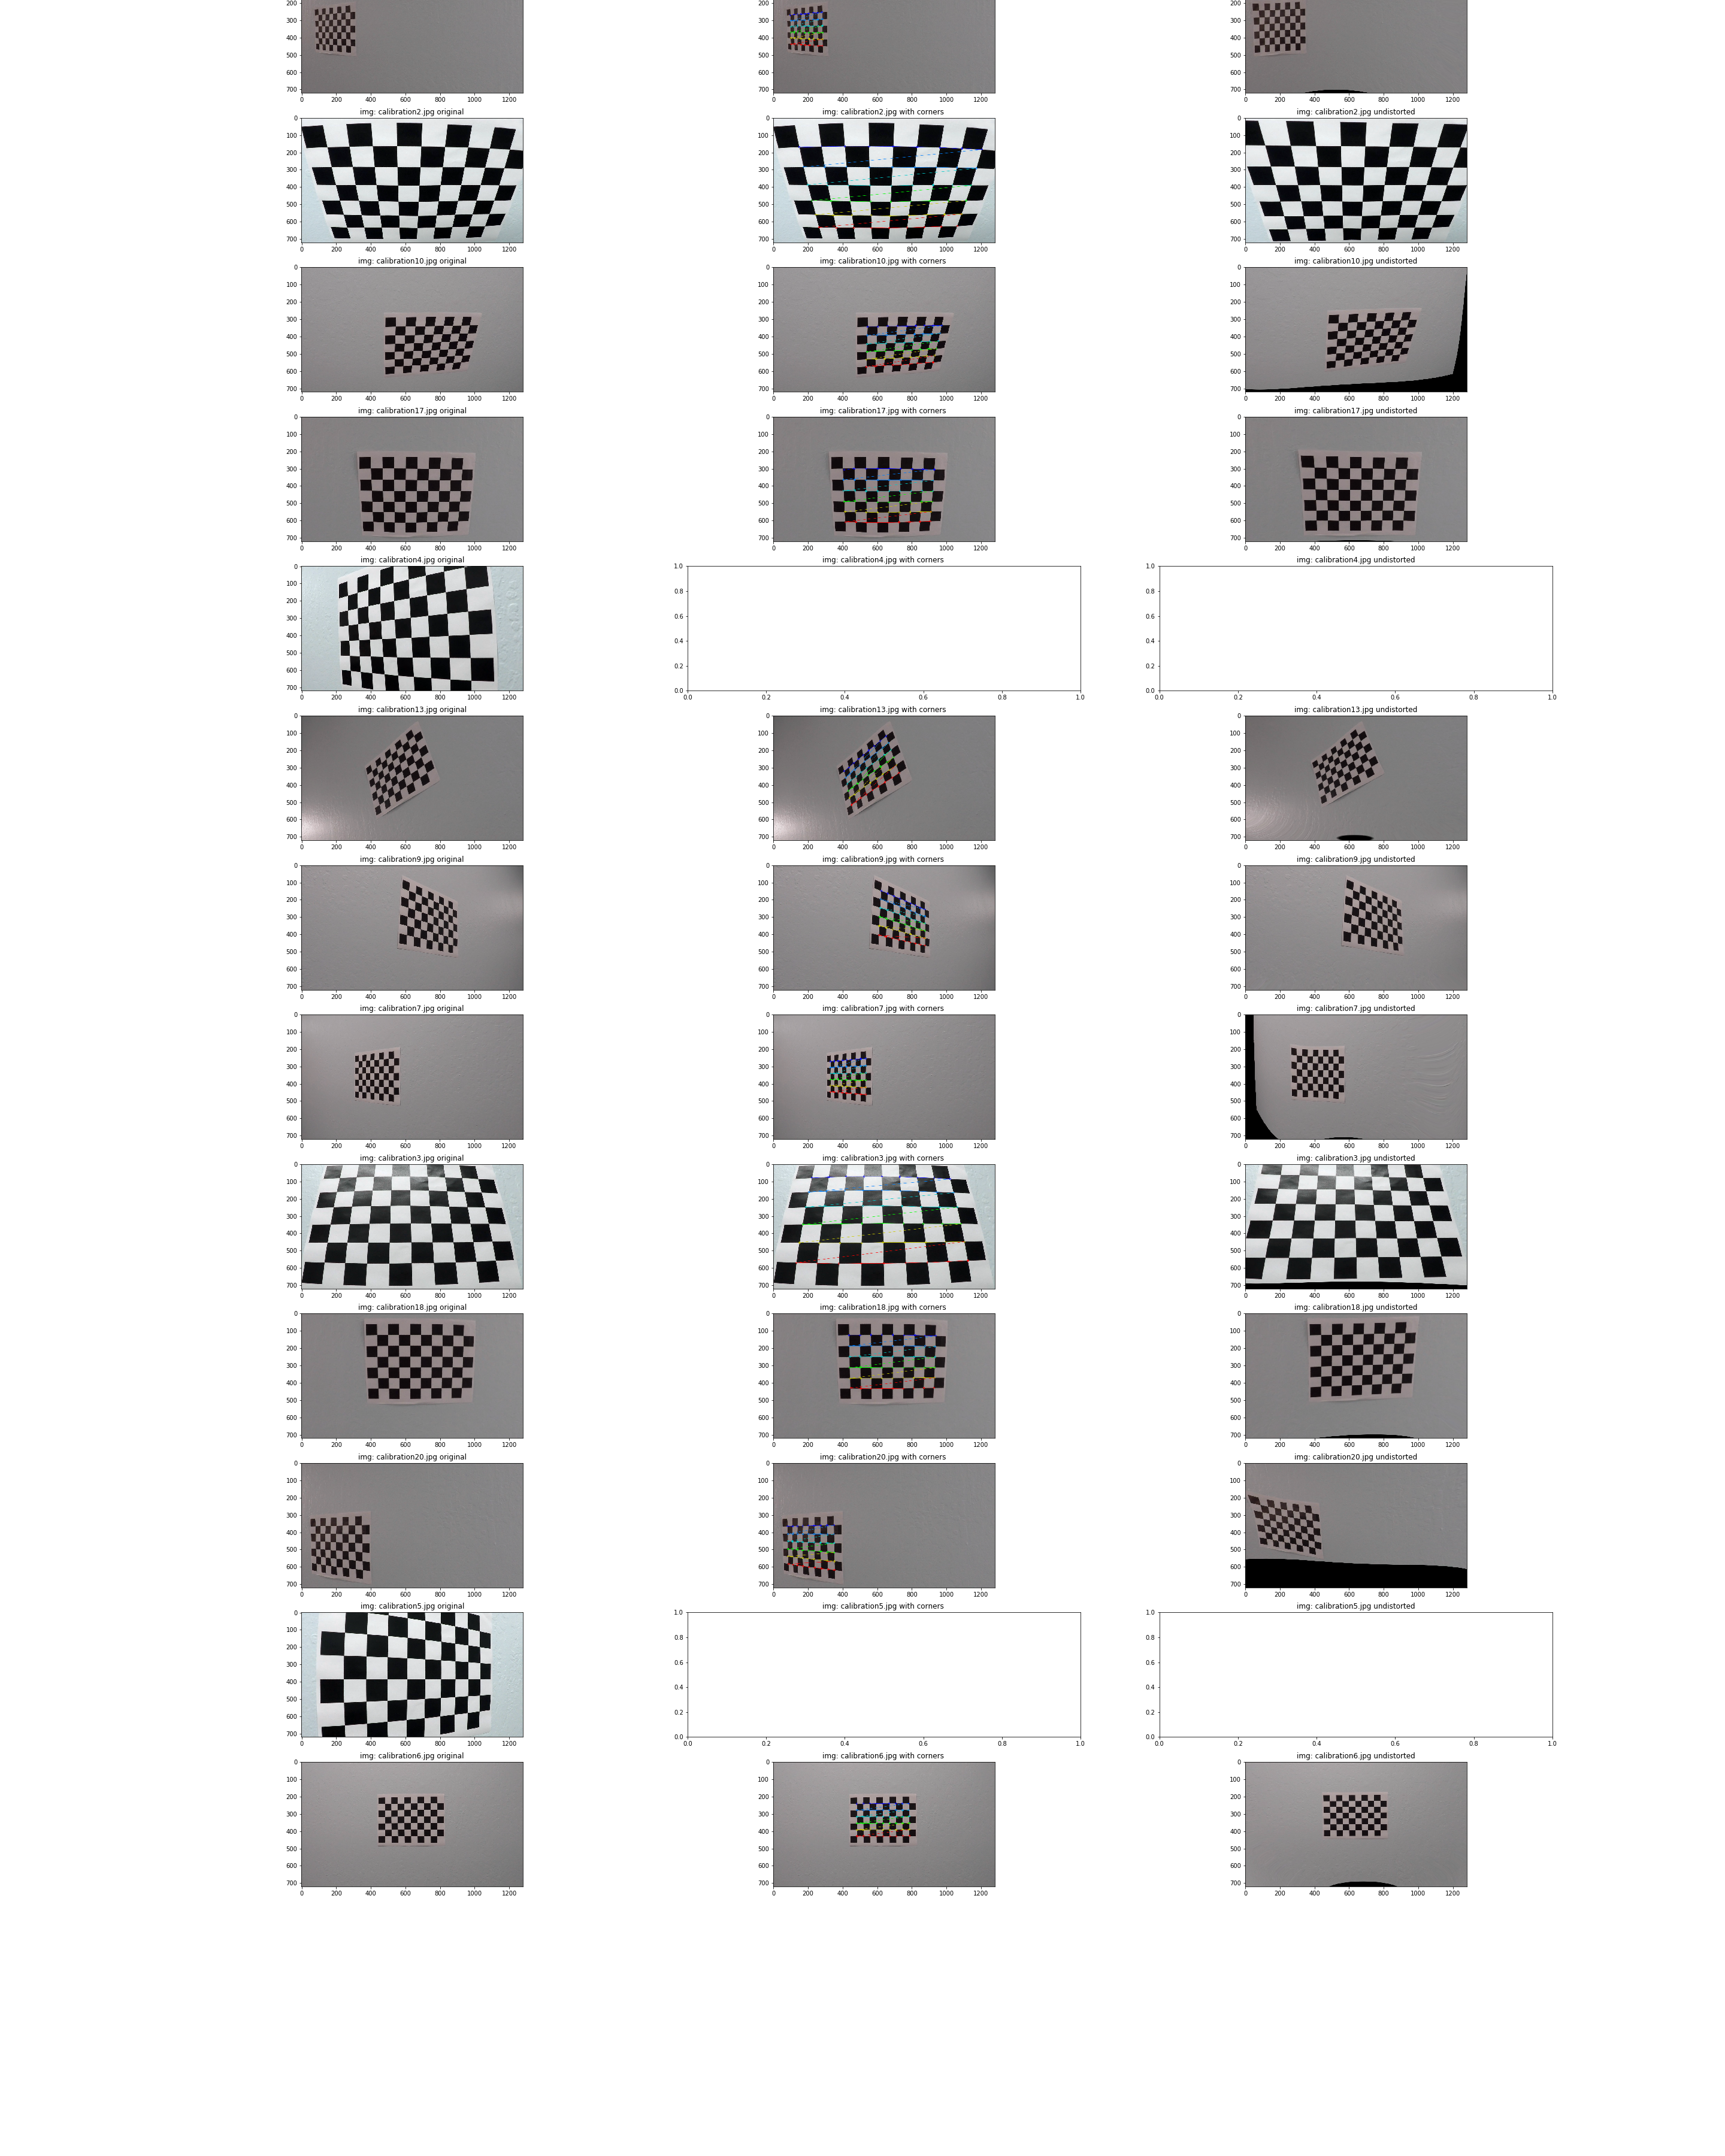 200 200 200
300 300 300
400 400 400
500 500 500
600 600 600
700 700 700
0 200 400 600 800 1000 1200 0 200 400 600 800 1000 1200 0 200 400 600 800 1000 1200
img: calibration2.jpg original img: calibration2.jpg with corners img: calibration2.jpg undistorted
0 0 0
100 100 100
200 200 200
300 300 300
400 400 400
500 500 500
600 600 600
700 700 700
0 200 400 600 800 1000 1200 0 200 400 600 800 1000 1200 0 200 400 600 800 1000 1200
img: calibration10.jpg original img: calibration10.jpg with corners img: calibration10.jpg undistorted
0 0 0
100 100 100
200 200 200
300 300 300
400 400 400
500 500 500
600 600 600
700 700 700
0 200 400 600 800 1000 1200 0 200 400 600 800 1000 1200 0 200 400 600 800 1000 1200
img: calibration17.jpg original img: calibration17.jpg with corners img: calibration17.jpg undistorted
0 0 0
100 100 100
200 200 200
300 300 300
400 400 400
500 500 500
600 600 600
700 700 700
0 200 400 600 800 1000 1200 0 200 400 600 800 1000 1200 0 200 400 600 800 1000 1200
img: calibration4.jpg original img: calibration4.jpg with corners img: calibration4.jpg undistorted
0 1.0 1.0
100
0.8 0.8
200
300 0.6 0.6
400
0.4 0.4
500
600 0.2 0.2
700 0.0 0.0
0 200 400 600 800 1000 1200 0.0 0.2 0.4 0.6 0.8 1.0 0.0 0.2 0.4 0.6 0.8 1.0
img: calibration13.jpg original img: calibration13.jpg with corners img: calibration13.jpg undistorted
0 0 0
100 100 100
200 200 200
300 300 300
400 400 400
500 500 500
600 600 600
700 700 700
0 200 400 600 800 1000 1200 0 200 400 600 800 1000 1200 0 200 400 600 800 1000 1200
img: calibration9.jpg original img: calibration9.jpg with corners img: calibration9.jpg undistorted
0 0 0
100 100 100
200 200 200
300 300 300
400 400 400
500 500 500
600 600 600
700 700 700
0 200 400 600 800 1000 1200 0 200 400 600 800 1000 1200 0 200 400 600 800 1000 1200
img: calibration7.jpg original img: calibration7.jpg with corners img: calibration7.jpg undistorted
0 0 0
100 100 100
200 200 200
300 300 300
400 400 400
500 500 500
600 600 600
700 700 700
0 200 400 600 800 1000 1200 0 200 400 600 800 1000 1200 0 200 400 600 800 1000 1200
img: calibration3.jpg original img: calibration3.jpg with corners img: calibration3.jpg undistorted
0 0 0
100 100 100
200 200 200
300 300 300
400 400 400
500 500 500
600 600 600
700 700 700
0 200 400 600 800 1000 1200 0 200 400 600 800 1000 1200 0 200 400 600 800 1000 1200
img: calibration18.jpg original img: calibration18.jpg with corners img: calibration18.jpg undistorted
0 0 0
100 100 100
200 200 200
300 300 300
400 400 400
500 500 500
600 600 600
700 700 700
0 200 400 600 800 1000 1200 0 200 400 600 800 1000 1200 0 200 400 600 800 1000 1200
img: calibration20.jpg original img: calibration20.jpg with corners img: calibration20.jpg undistorted
0 0 0
100 100 100
200 200 200
300 300 300
400 400 400
500 500 500
600 600 600
700 700 700
0 200 400 600 800 1000 1200 0 200 400 600 800 1000 1200 0 200 400 600 800 1000 1200
img: calibration5.jpg original img: calibration5.jpg with corners img: calibration5.jpg undistorted
0 1.0 1.0
100
0.8 0.8
200
300 0.6 0.6
400
0.4 0.4
500
600 0.2 0.2
700 0.0 0.0
0 200 400 600 800 1000 1200 0.0 0.2 0.4 0.6 0.8 1.0 0.0 0.2 0.4 0.6 0.8 1.0
img: calibration6.jpg original img: calibration6.jpg with corners img: calibration6.jpg undistorted
0 0 0
100 100 100
200 200 200
300 300 300
400 400 400
500 500 500
600 600 600
700 700 700
0 200 400 600 800 1000 1200 0 200 400 600 800 1000 1200 0 200 400 600 800 1000 1200